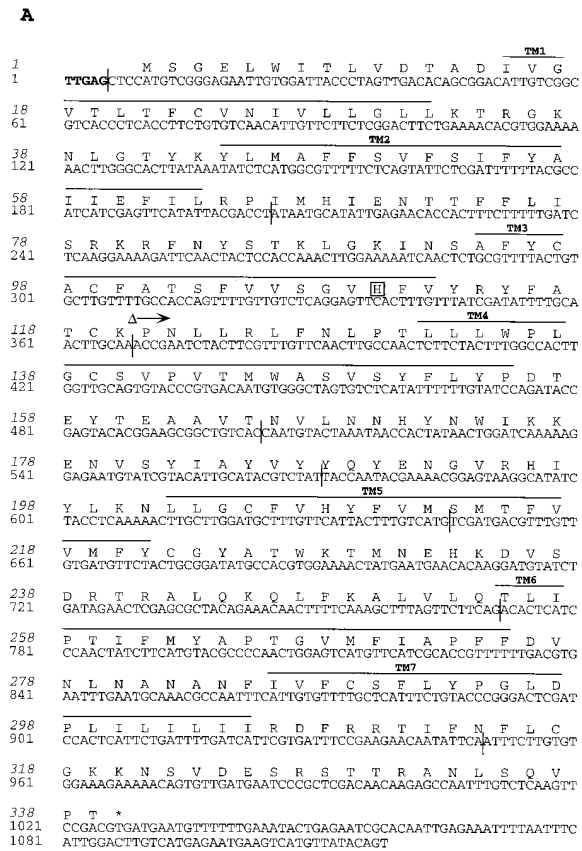 A
TM1
1 M S G E L W I T L V D T A D I V G
1 TTGAGCTCCATGTCGGGAGAATTGTGGATTACCCTAGTTGACACAGCGGACATTGTCGGC
18 V T L T F C V N I V L L G L L K T R G K
61 GTCACCCTCACCTTCTGTGTCAACATTGTTCTTCTCGGACTTCTGAAAACACGTGGAAAA
TM2
38 N L G T Y K Y L M A F F S V F S I F Y A
121 AACTTGGGCACTTATAAATATCTCATGGCGTTTTTCTCAGTATTCTCGATTTTTTACGCC
58 I I E F I L R P I M H I E N T T F F L I
181 ATCATCGAGTTCATATTACGACCTATAATGCATATTGAGAACACCACTTTCTTTTTGATC
TM3
78 S R K R F N Y S T K L G K I N S A F Y C
241 TCAAGGAAAAGATTCAACTACTCCACCAAACTTGGAAAAATCAACTCTGCGTTTTACTGT
98 A C F A T S F V V S G V H F V Y R Y F A
301 GCTTGTTTTGCCACCAGTTTTGTTGTCTCAGGAGTTCACTTTGTTTATCGATATTTTGCA
Δ→
118 T C K P N L L R L F N L P T L L L W P L
361 ACTTGCAAACCGAATCTACTTCGTTTGTTCAACTTGCCAACTCTTCTACTTTGGCCACTT
TM4
138 G C S V P V T M W A S V S Y F L Y P D T
421 GGTTGCAGTGTACCCGTGACAATGTGGGCTAGTGTCTCATATTTTTTGTATCCAGATACC
158 E Y T E A A V T N V L N N H Y N W I K K
481 GAGTACACGGAAGCGGCTGTCACCAATGTACTAAATAACCACTATAACTGGATCAAAAAG
178 E N V S Y I A Y V Y Y Q Y E N G V R H I
541 GAGAATGTATCGTACATTGCATACGTCTATTACCAATACGAAAACGGAGTAAGGCATATC
198 Y L K N L L G C F V H Y F V M S M T F V
601 TACCTCAAAAACTTGCTTGGATGCTTTGTTCATTACTTTGTCATGTCGATGACGTTTGTT
TM5
218 V M F Y C G Y A T W K T M N E H K D V S
661 GTGATGTTCTACTGCGGATATGCCACGTGGAAAACTATGAATGAACACAAGGATGTATCT
238 D R T R A L Q K Q L F K A L V L Q T L I
721 GATAGAACTCGAGCGCTACAGAAACAACTTTTCAAAGCTTTAGTTCTTCAGACACTCATC
TM6
258 P T I F M Y A P T G V M F I A P F F D V
781 CCAACTATCTTCATGTACGCCCCAACTGGAGTCATGTTCATCGCACCGTTTTTTGACGTG
278 N L N A N A N F I V F C S F L Y P G L D
841 AATTTGAATGCAAACGCCAATTTCATTGTGTTTTGCTCATTTCTGTACCCGGGACTCGAT
TM7
298 P L I L I L I I R D F R R T I F N F L C
901 CCACTCATTCTGATTTTGATCATTCGTGATTTCCGAAGAACAATATTCAATTTCTTGTGT
318 G K K N S V D E S R S T T R A N L S Q V
961 GGAAAGAAAAACAGTGTTGATGAATCCCGCTCGACAACAAGAGCCAATTTGTCTCAAGTT
338 P T *
1021 CCGACGTGATGAATGTTTTTTGAAATACTGAGAATCGCACAATTGAGAAATTTTAATTTC
1081 ATTGGACTTGTCATGAGAATGAAGTCATGTTATACAGT